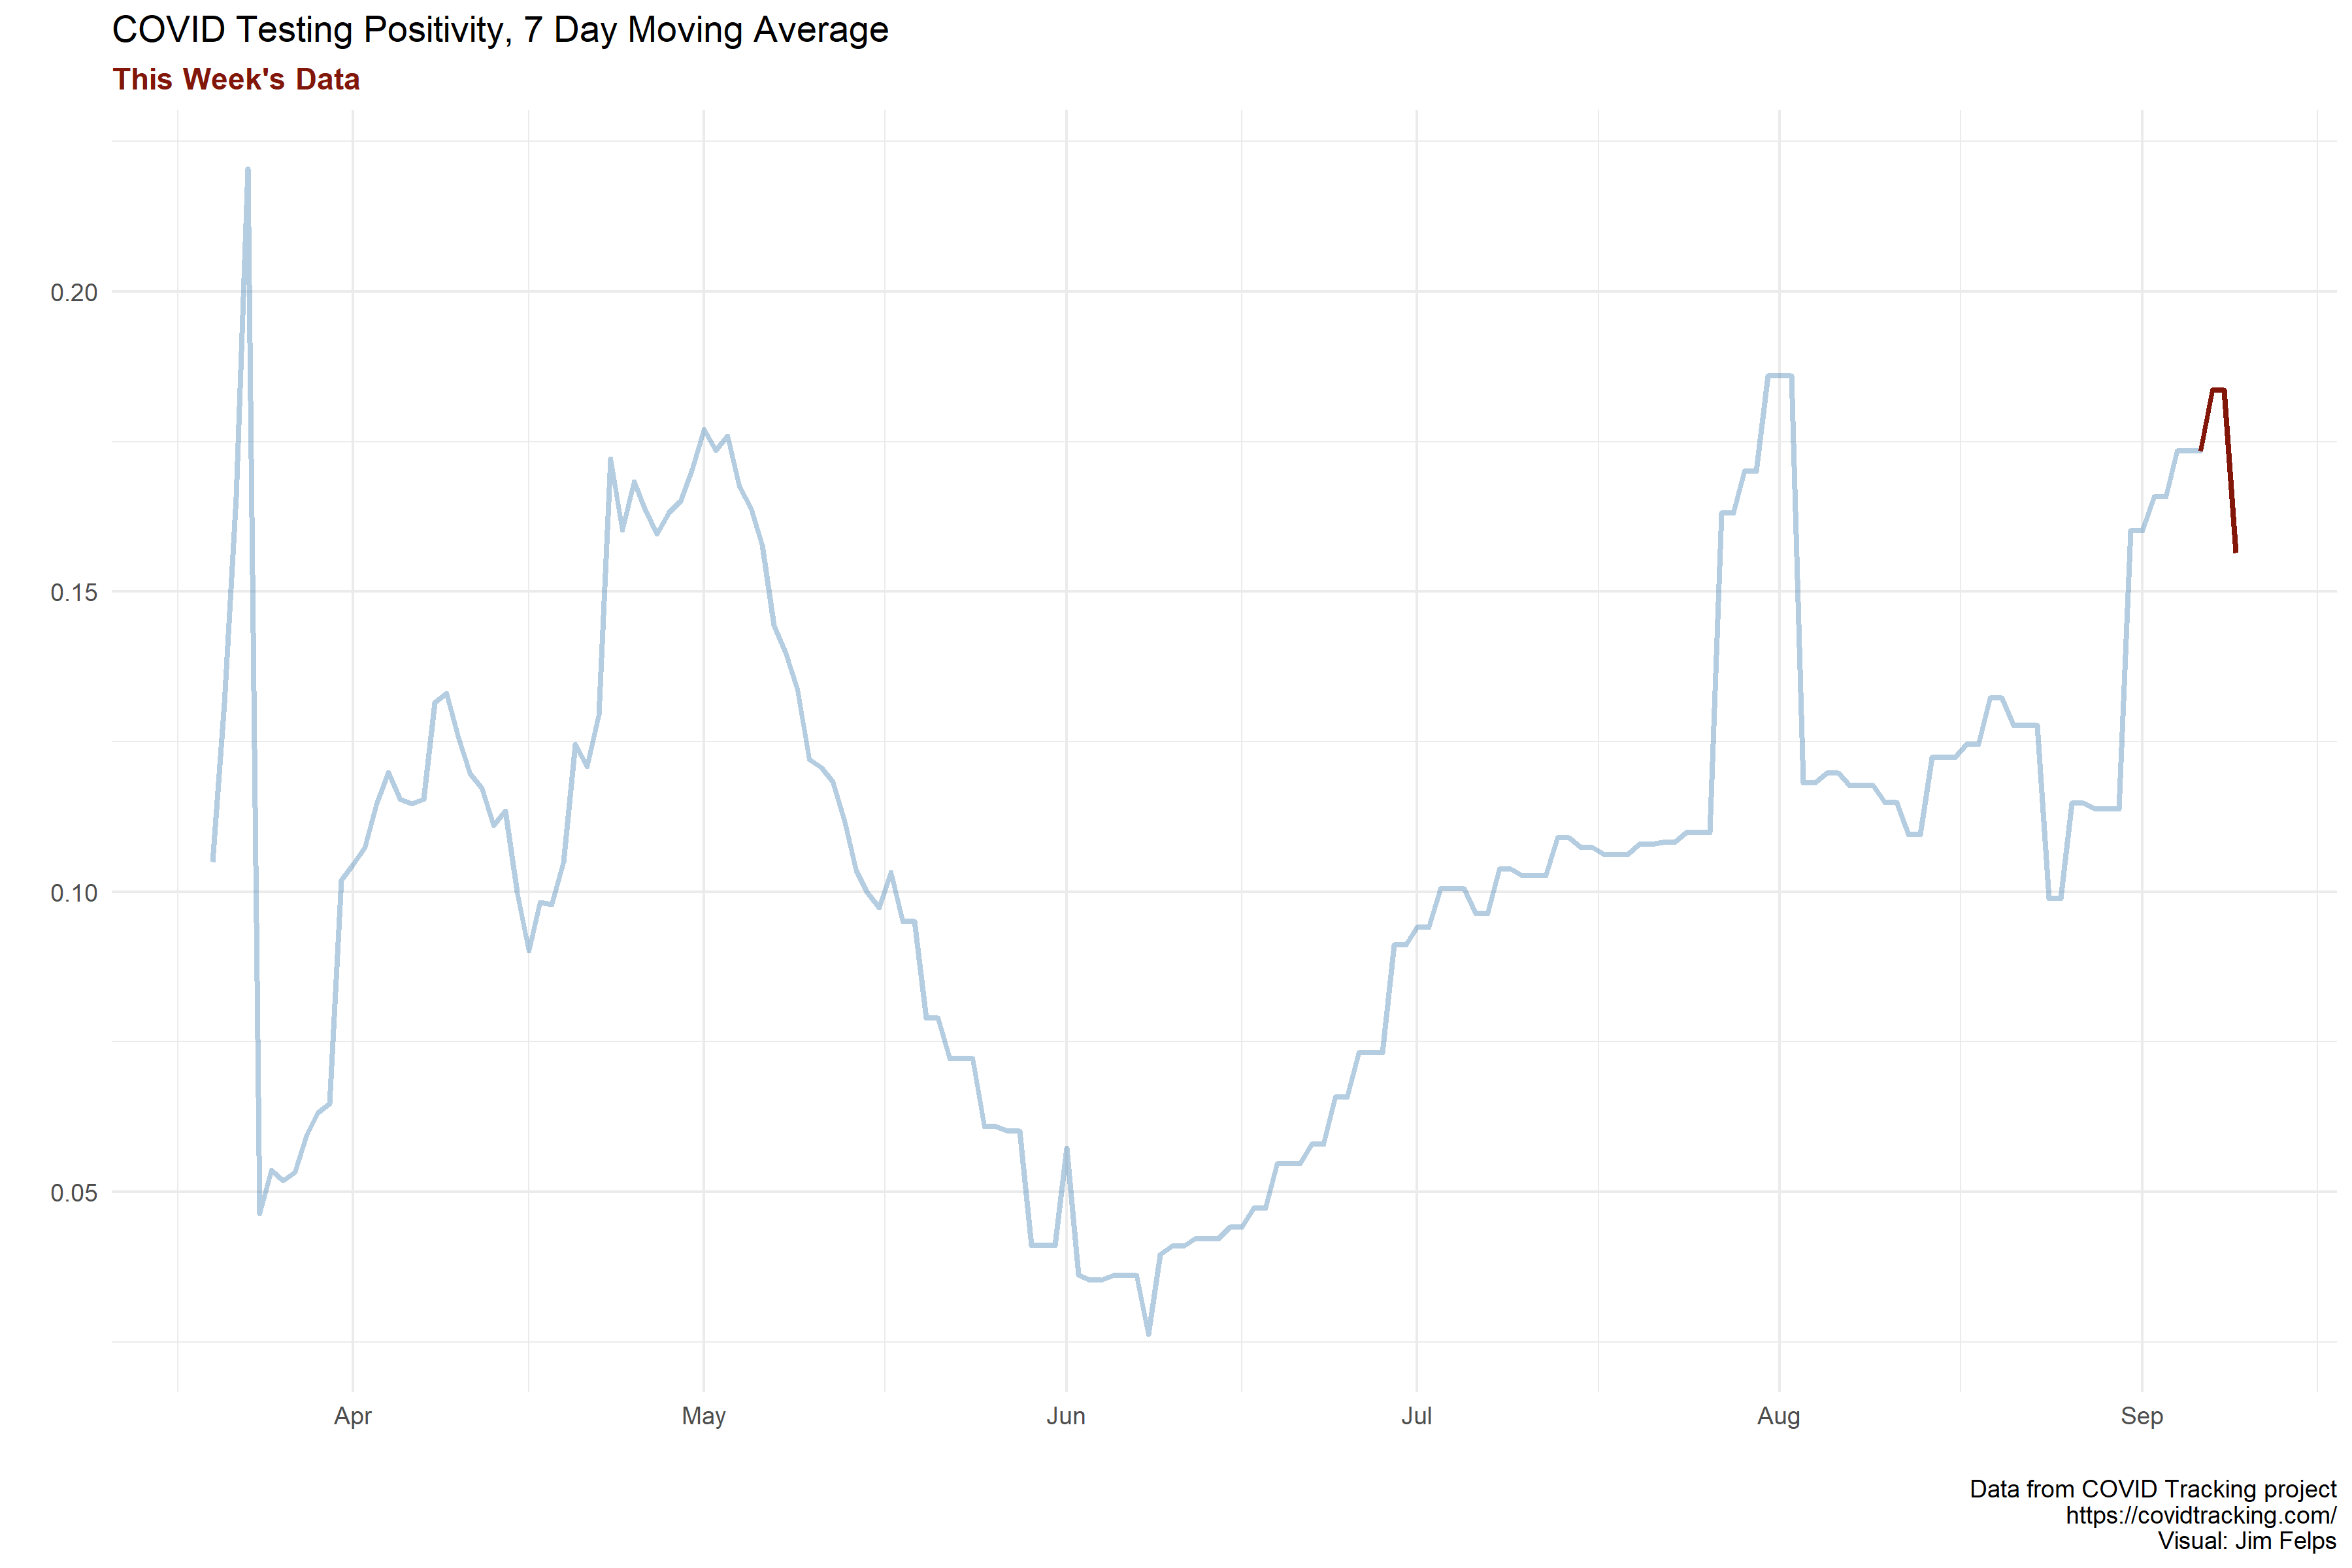 COVID Testing Positivity, 7 Day Moving Average
This Week's Data
0.20
0.15
0.10
0.05
Apr May Jun Jul Aug Sep
Data from COVID Tracking project
https://covidtracking.com/
Visual: Jim Felps